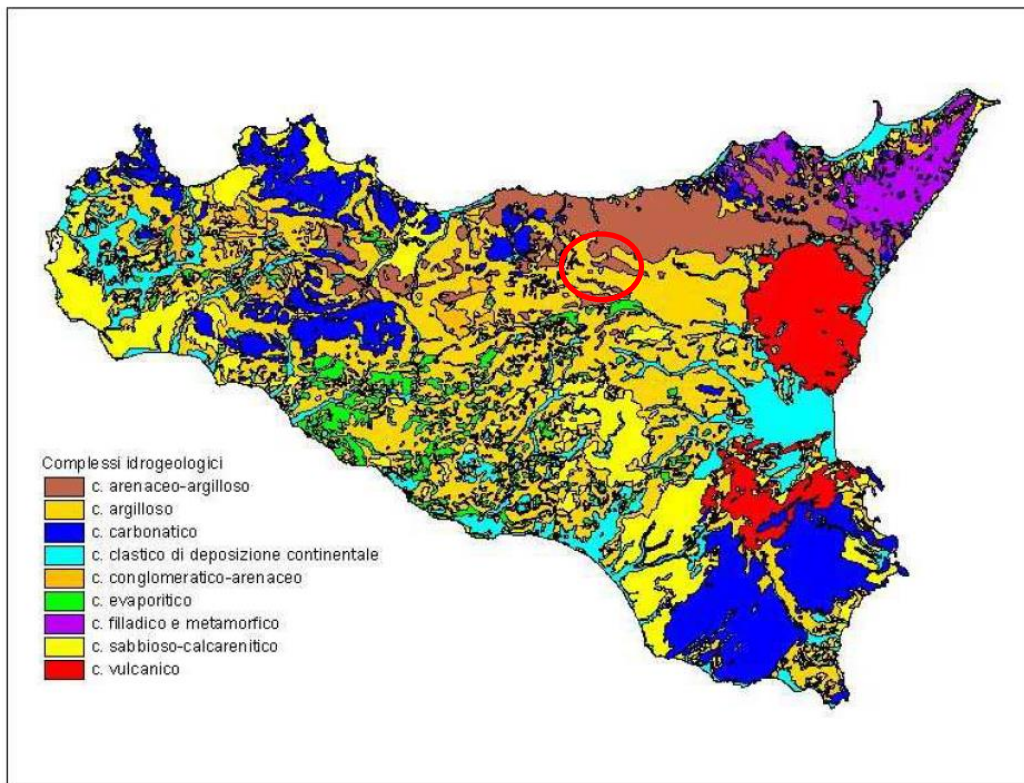 Complessi idrogeologici
c. arenaceo-argilloso
c. argilloso
c. carbonatico
c. clastico di deposizione continentale
c. conglomeratico-arenaceo
c. evaporitico
c. filladico e metamorfico
c. sabbioso-calcarenitico
c. vulcanico